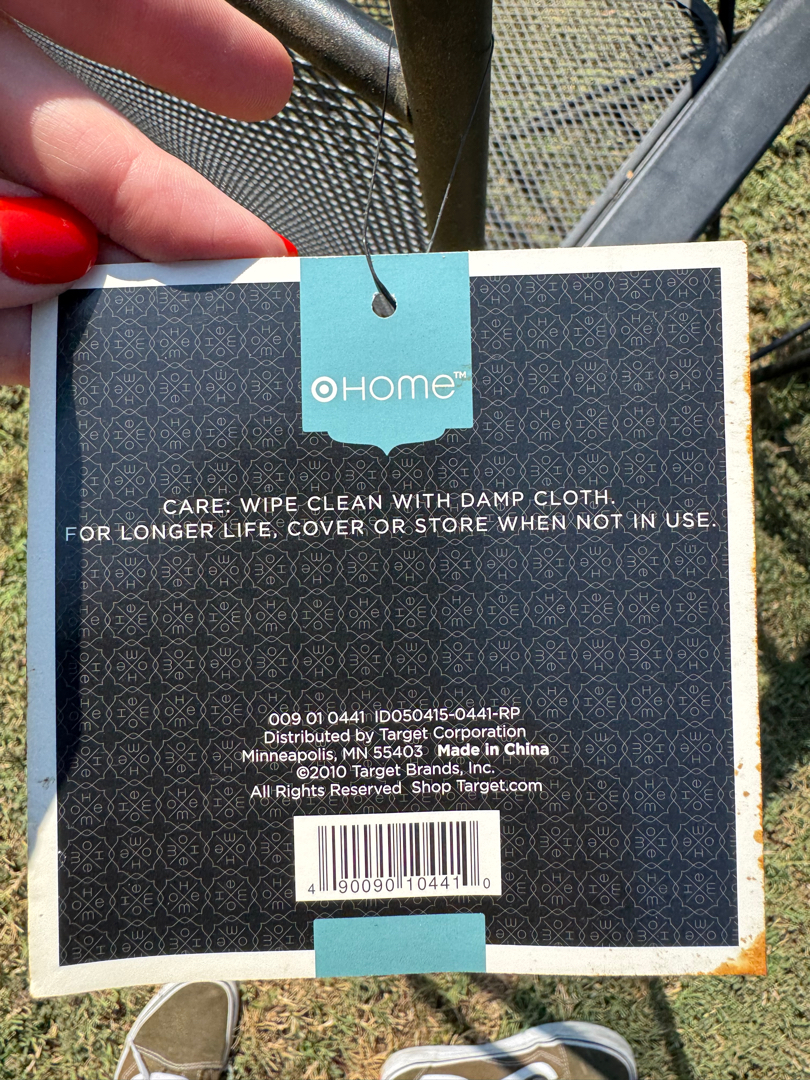 HOME™
CARE: WIPE CLEAN WITH DAMP CLOTH.
FOR LONGER LIFE, COVER OR STORE WHEN NOT IN USE.
009 01 0441 ID050415-0441-RP
Distributed by Target Corporation
Minneapolis, MN 55403 Made in China
©2010 Target Brands, Inc.
All Rights Reserved Shop Target.com
4 90090 10441 0